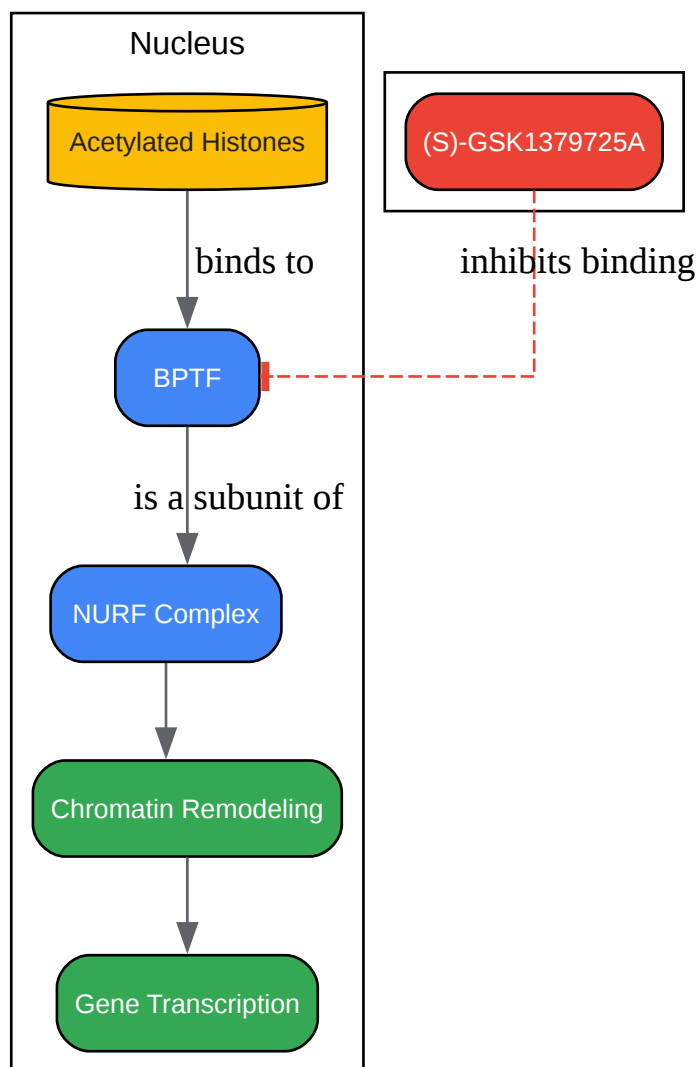 Nucleus
Acetylated Histones
(S)-GSK1379725A
binds to
inhibits binding
BPTF
is a subunit of
NURF Complex
Chromatin Remodeling
Gene Transcription